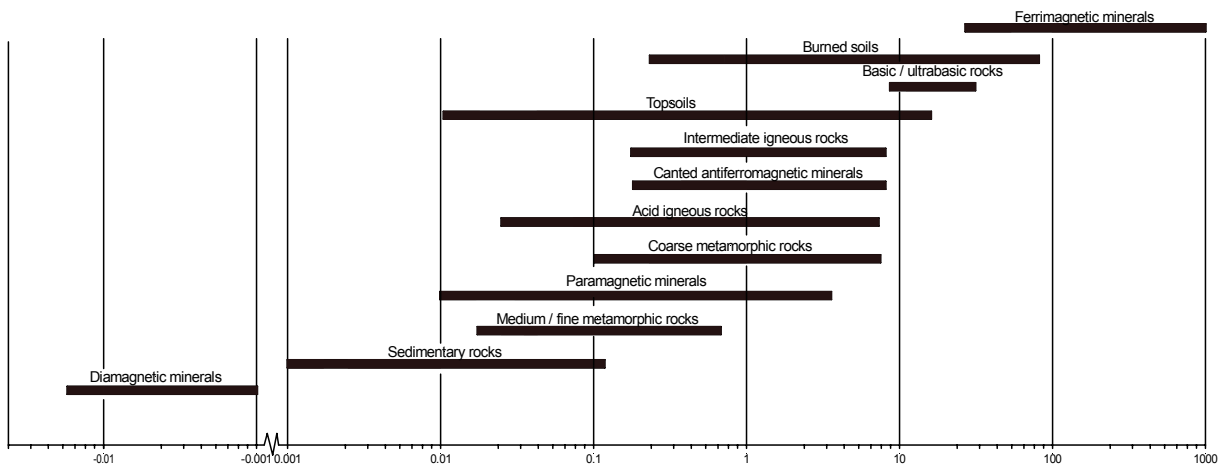 Ferrimagnetic minerals
Burned soils
Basic / ultrabasic rocks
Topsoils
Intermediate igneous rocks
Canted antiferromagnetic minerals
Acid igneous rocks
Coarse metamorphic rocks
Paramagnetic minerals
Medium / fine metamorphic rocks
Sedimentary rocks
Diamagnetic minerals
-0.01 -0.001 0.001 0.01 0.1 1 10 100 1000